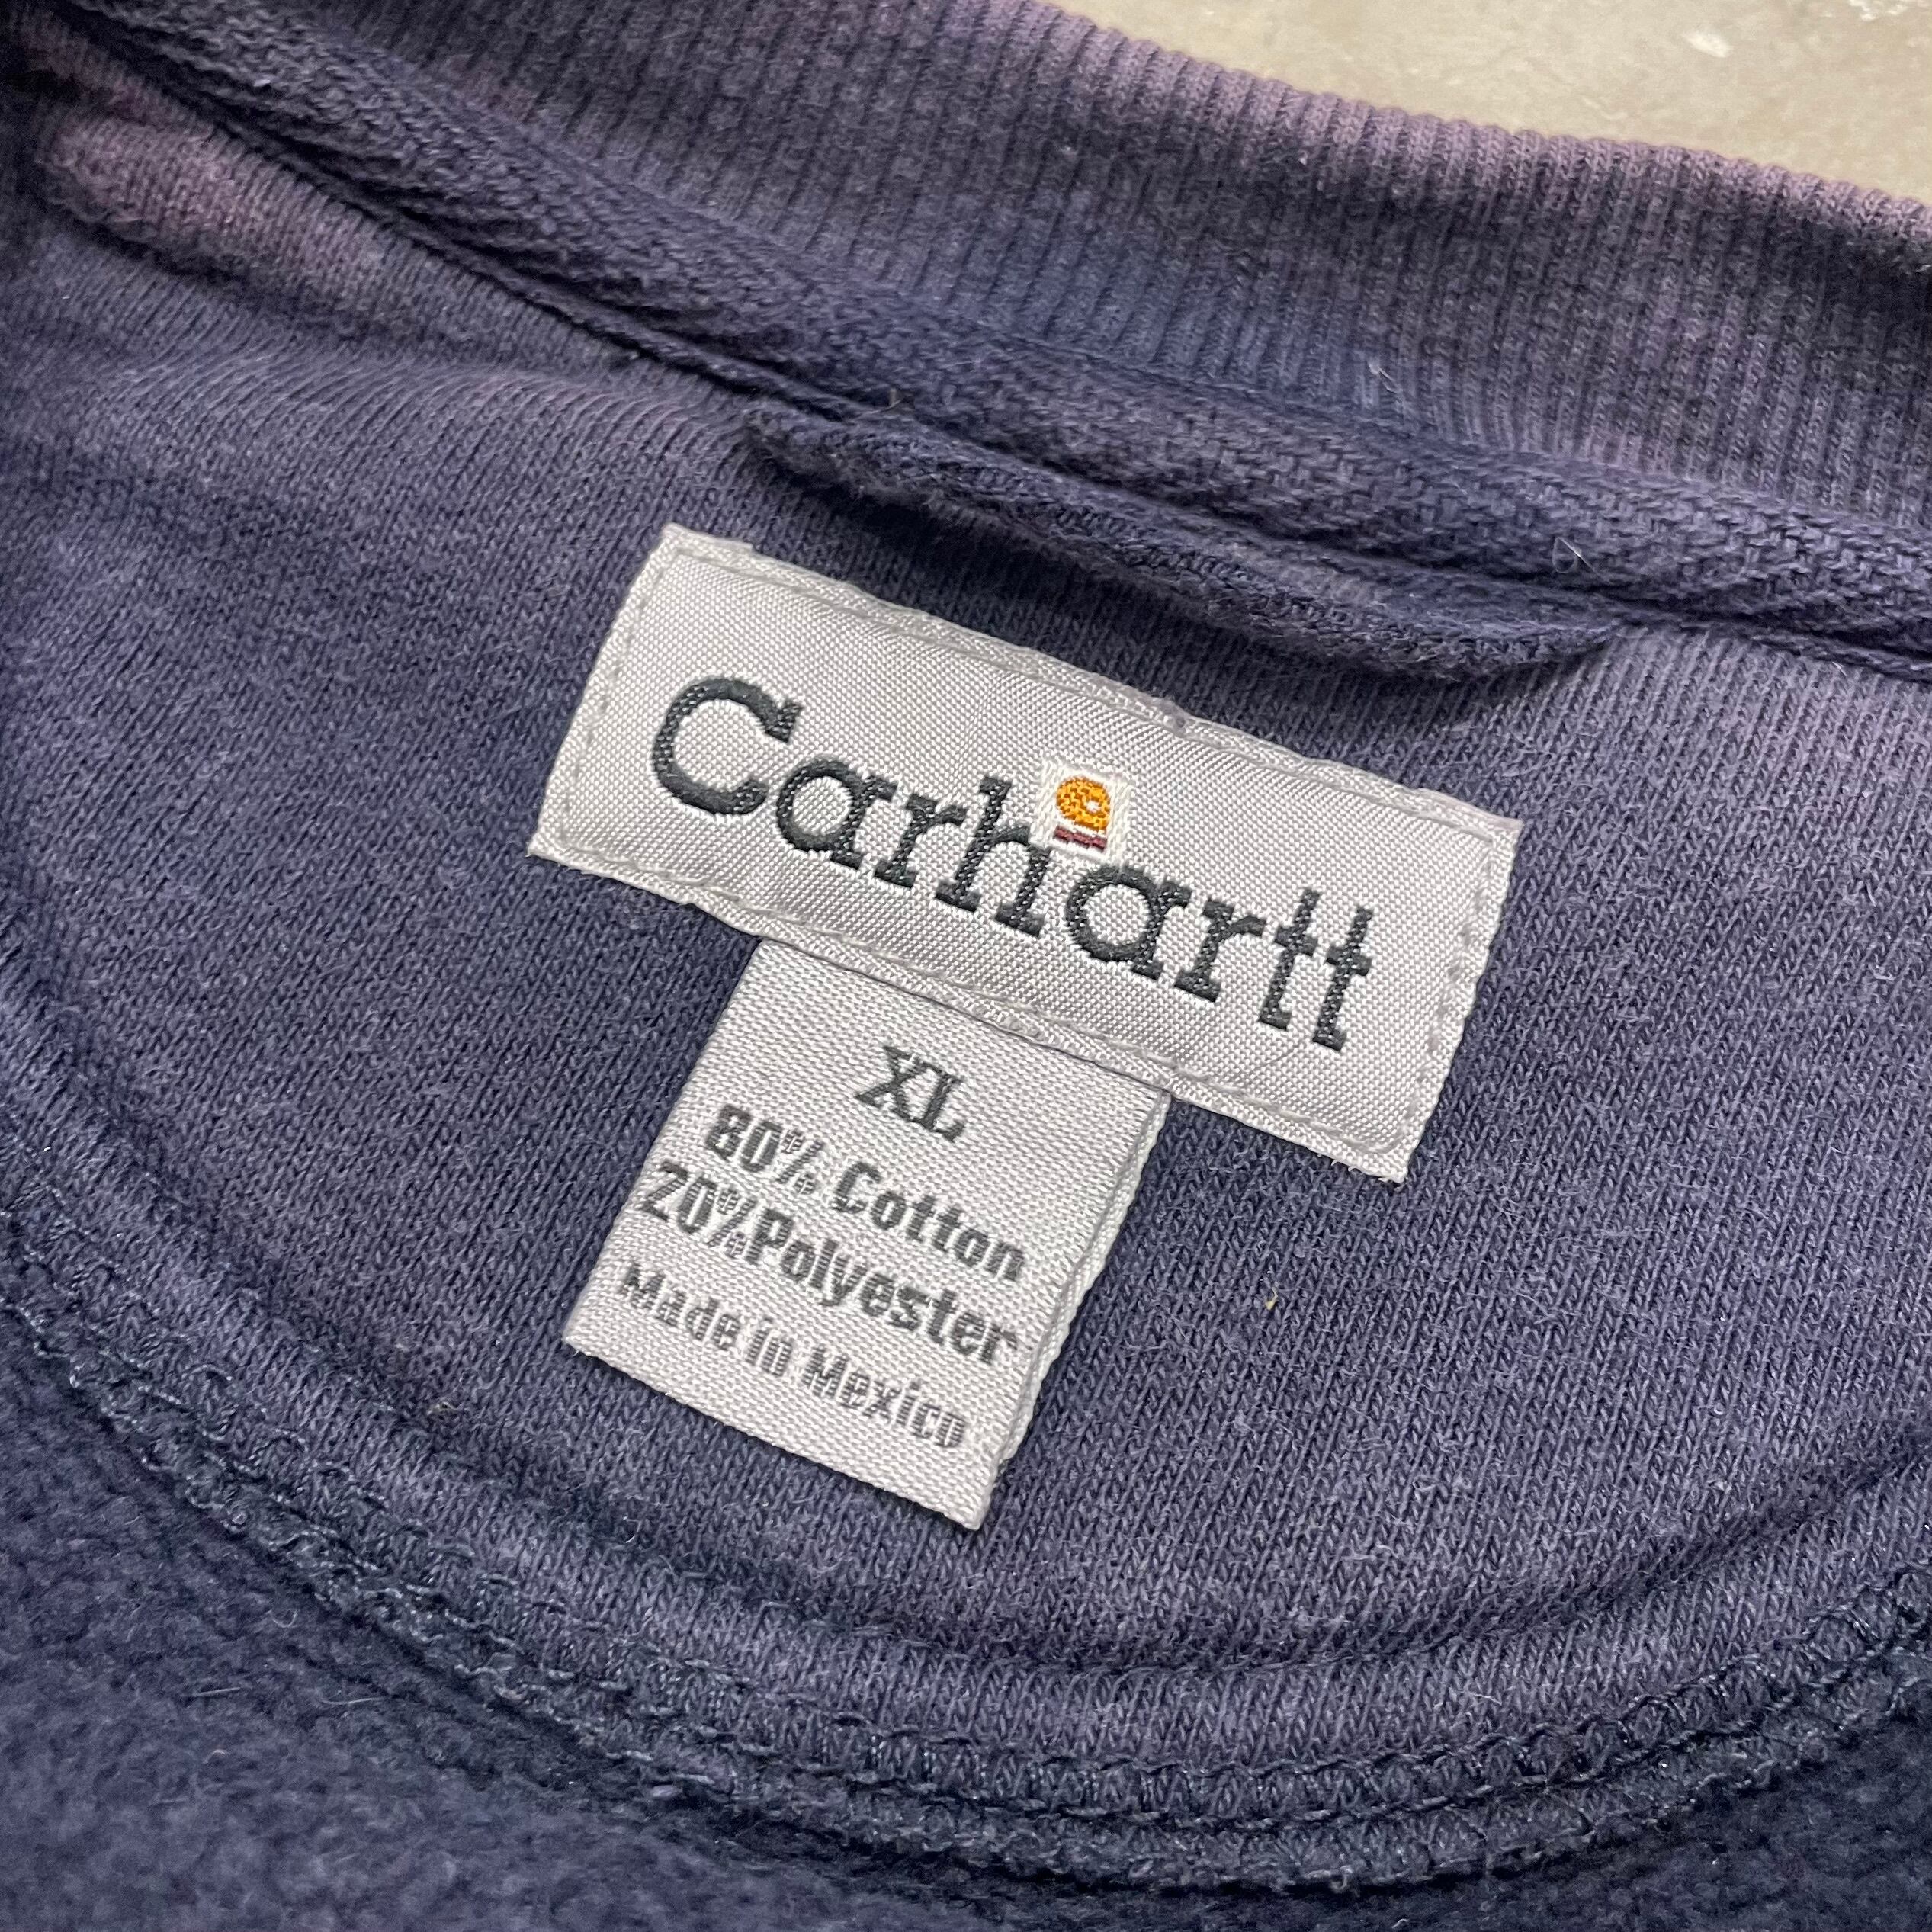 Carhartt
XL
80% Cotton
20%Polyester
Made in Mexico